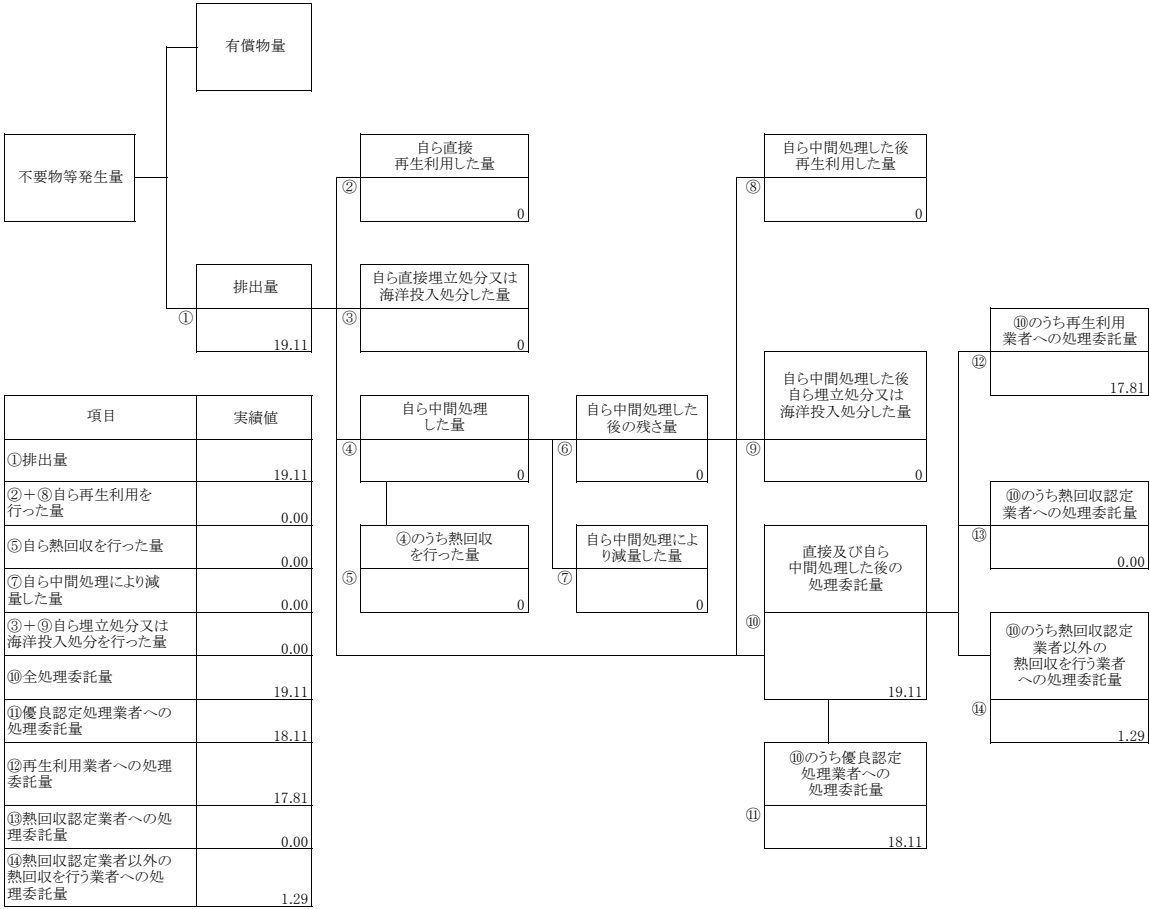 有償物量
不要物等発生量
排出量
①
19.11
自ら直接
再生利用した量
②
0
自ら直接埋立処分又は
海洋投入処分した量
③
0
自ら中間処理
した量
④
0
④のうち熱回収
を行った量
⑤
0
自ら中間処理した
後の残さ量
⑥
0
自ら中間処理によ
り減量した量
⑦
0
自ら中間処理した後
再生利用した量
⑧
0
自ら中間処理した後
自ら埋立処分又は
海洋投入処分した量
⑨
0
直接及び自ら
中間処理した後の
処理委託量
⑩
19.11
⑩のうち優良認定
処理業者への
処理委託量
⑪
18.11
⑩のうち再生利用
業者への処理委託量
⑫
17.81
⑩のうち熱回収認定
業者への処理委託量
⑬
0.00
⑩のうち熱回収認定
業者以外の
熱回収を行う業者
への処理委託量
⑭
1.29
項目 実績値
①排出量
19.11
②+⑧自ら再生利用を
行った量
0.00
⑤自ら熱回収を行った量
0.00
⑦自ら中間処理により減
量した量
0.00
③+⑨自ら埋立処分又は
海洋投入処分を行った量
0.00
⑩全処理委託量
19.11
⑪優良認定処理業者への
処理委託量
18.11
⑫再生利用業者への処理
委託量
17.81
⑬熱回収認定業者への処
理委託量
0.00
⑭熱回収認定業者以外の
熱回収を行う業者への処
理委託量
1.29